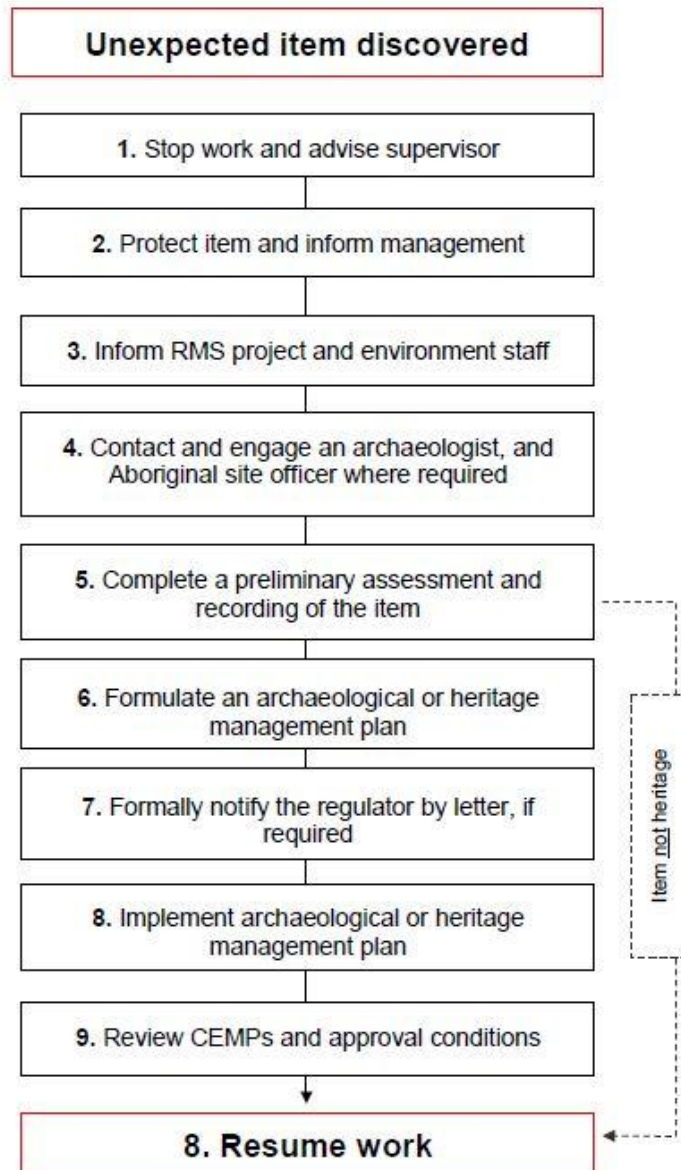 Unexpected item discovered
1. Stop work and advise supervisor
2. Protect item and inform management
3. Inform RMS project and environment staff
4. Contact and engage an archaeologist, and
Aboriginal site officer where required
5. Complete a preliminary assessment and
recording of the item
6. Formulate an archaeological or heritage
management plan
7. Formally notify the regulator by letter, if
required
8. Implement archaeological or heritage
management plan
9. Review CEMPs and approval conditions
8. Resume work
Item not heritage